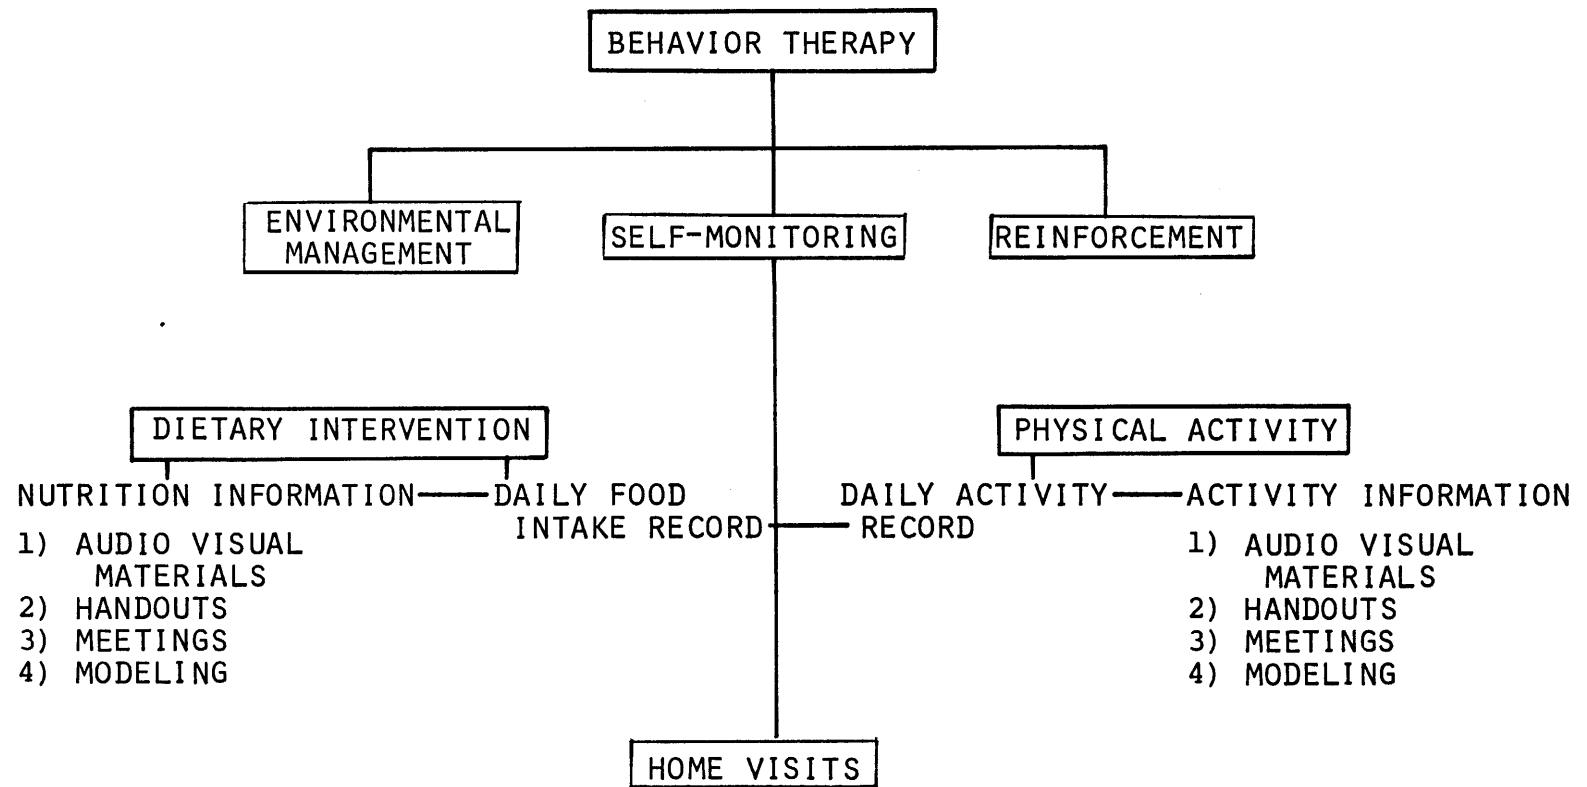 BEHAVIOR THERAPY
ENVIRONMENTAL
MANAGEMENT
SELF-MONITORING
REINFORCEMENT
DIETARY INTERVENTION
PHYSICAL ACTIVITY
NUTRITION INFORMATION
1) AUDIO VISUAL
MATERIALS
2) HANDOUTS
3) MEETINGS
4) MODELING
DAILY FOOD
INTAKE RECORD
DAILY ACTIVITY
RECORD
ACTIVITY INFORMATION
1) AUDIO VISUAL
MATERIALS
2) HANDOUTS
3) MEETINGS
4) MODELING
HOME VISITS